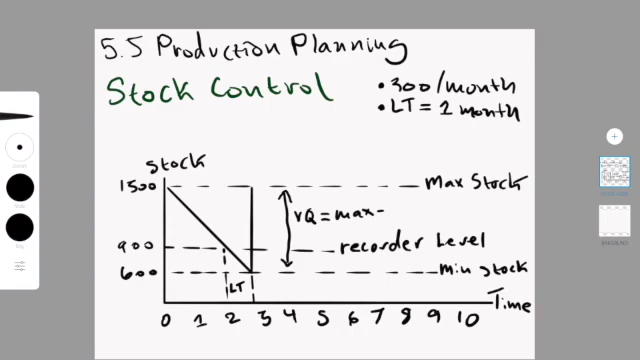 5.5 Production Planning
Stock Control
• 300/month
• LT = 1 month
Stock
1500
Max Stock
rQ = max-
900
recorder Level
600
min stock
LT
Time
0 1 2 3 4 5 6 7 8 9 10